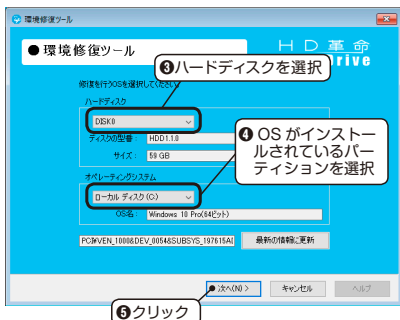 環境修復ツール
●環境修復ツール
HD革命
rive
❸ハードディスクを選択
修復を行うOSを選択してください
ハードディスク
DISK0
ディスクの型番: HDD1.1.0
サイズ: 59 GB
❹OSがインストー
ルされているパー
ティションを選択
オペレーティングシステム
ローカル ディスク(C:)
OS名: Windows 10 Pro(64ビット)
PCI¥VEN_1000&DEV_0054&SUBSYS_197615A
最新の情報に更新
次へ(N) >
キャンセル
ヘルプ
❺クリック